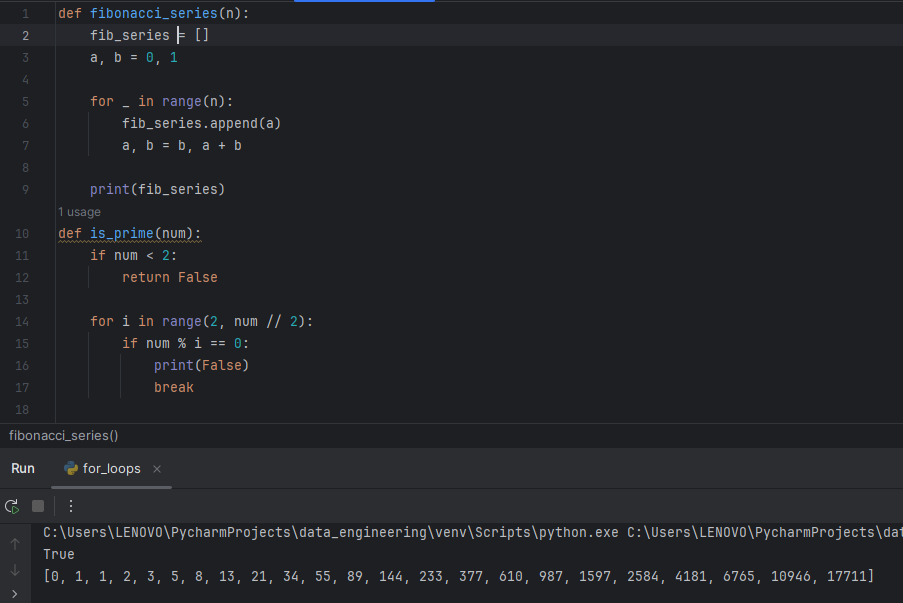 1 def fibonacci_series(n):
2     fib_series = []
3     a, b = 0, 1
4
5     for _ in range(n):
6         fib_series.append(a)
7         a, b = b, a + b
8
9     print(fib_series)
1 usage
10 def is_prime(num):
11     if num < 2:
12         return False
13
14     for i in range(2, num // 2):
15         if num % i == 0:
16             print(False)
17             break
18
fibonacci_series()
Run for_loops
C:\Users\LENOVO\PycharmProjects\data_engineering\venv\Scripts\python.exe C:\Users\LENOVO\PycharmProjects\dat
True
[0, 1, 1, 2, 3, 5, 8, 13, 21, 34, 55, 89, 144, 233, 377, 610, 987, 1597, 2584, 4181, 6765, 10946, 17711]